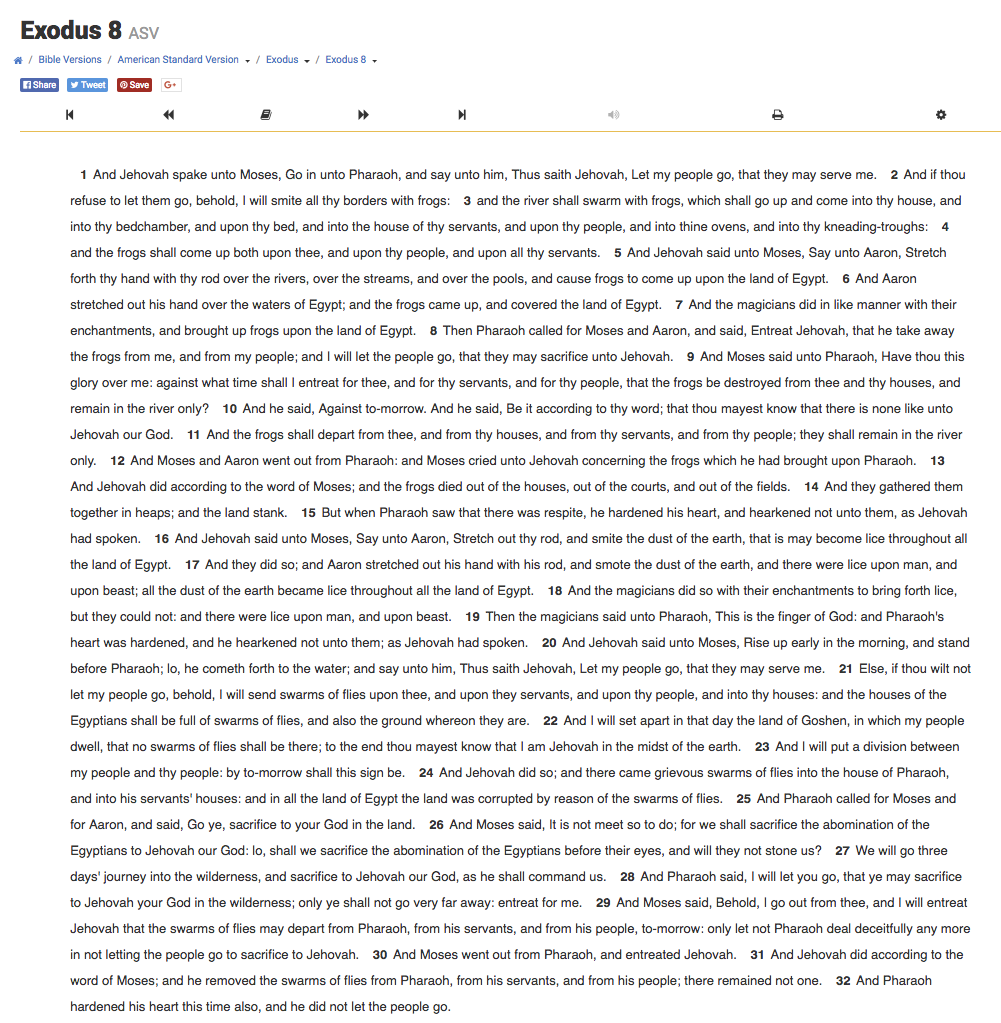 Exodus 8 ASV
/ Bible Versions / American Standard Version / Exodus / Exodus 8
Share Tweet Save G+
1 And Jehovah spake unto Moses, Go in unto Pharaoh, and say unto him, Thus saith Jehovah, Let my people go, that they may serve me. 2 And if thou
refuse to let them go, behold, I will smite all thy borders with frogs: 3 and the river shall swarm with frogs, which shall go up and come into thy house, and
into thy bedchamber, and upon thy bed, and into the house of thy servants, and upon thy people, and into thine ovens, and into thy kneading-troughs: 4
and the frogs shall come up both upon thee, and upon thy people, and upon all thy servants. 5 And Jehovah said unto Moses, Say unto Aaron, Stretch
forth thy hand with thy rod over the rivers, over the streams, and over the pools, and cause frogs to come up upon the land of Egypt. 6 And Aaron
stretched out his hand over the waters of Egypt; and the frogs came up, and covered the land of Egypt. 7 And the magicians did in like manner with their
enchantments, and brought up frogs upon the land of Egypt. 8 Then Pharaoh called for Moses and Aaron, and said, Entreat Jehovah, that he take away
the frogs from me, and from my people; and I will let the people go, that they may sacrifice unto Jehovah. 9 And Moses said unto Pharaoh, Have thou this
glory over me: against what time shall I entreat for thee, and for thy servants, and for thy people, that the frogs be destroyed from thee and thy houses, and
remain in the river only? 10 And he said, Against to-morrow. And he said, Be it according to thy word; that thou mayest know that there is none like unto
Jehovah our God. 11 And the frogs shall depart from thee, and from thy houses, and from thy servants, and from thy people; they shall remain in the river
only. 12 And Moses and Aaron went out from Pharaoh: and Moses cried unto Jehovah concerning the frogs which he had brought upon Pharaoh. 13
And Jehovah did according to the word of Moses; and the frogs died out of the houses, out of the courts, and out of the fields. 14 And they gathered them
together in heaps; and the land stank. 15 But when Pharaoh saw that there was respite, he hardened his heart, and hearkened not unto them, as Jehovah
had spoken. 16 And Jehovah said unto Moses, Say unto Aaron, Stretch out thy rod, and smite the dust of the earth, that is may become lice throughout all
the land of Egypt. 17 And they did so; and Aaron stretched out his hand with his rod, and smote the dust of the earth, and there were lice upon man, and
upon beast; all the dust of the earth became lice throughout all the land of Egypt. 18 And the magicians did so with their enchantments to bring forth lice,
but they could not: and there were lice upon man, and upon beast. 19 Then the magicians said unto Pharaoh, This is the finger of God: and Pharaoh's
heart was hardened, and he hearkened not unto them; as Jehovah had spoken. 20 And Jehovah said unto Moses, Rise up early in the morning, and stand
before Pharaoh; lo, he cometh forth to the water; and say unto him, Thus saith Jehovah, Let my people go, that they may serve me. 21 Else, if thou wilt not
let my people go, behold, I will send swarms of flies upon thee, and upon they servants, and upon thy people, and into thy houses: and the houses of the
Egyptians shall be full of swarms of flies, and also the ground whereon they are. 22 And I will set apart in that day the land of Goshen, in which my people
dwell, that no swarms of flies shall be there; to the end thou mayest know that I am Jehovah in the midst of the earth. 23 And I will put a division between
my people and thy people: by to-morrow shall this sign be. 24 And Jehovah did so; and there came grievous swarms of flies into the house of Pharaoh,
and into his servants' houses: and in all the land of Egypt the land was corrupted by reason of the swarms of flies. 25 And Pharaoh called for Moses and
for Aaron, and said, Go ye, sacrifice to your God in the land. 26 And Moses said, It is not meet so to do; for we shall sacrifice the abomination of the
Egyptians to Jehovah our God: lo, shall we sacrifice the abomination of the Egyptians before their eyes, and will they not stone us? 27 We will go three
days' journey into the wilderness, and sacrifice to Jehovah our God, as he shall command us. 28 And Pharaoh said, I will let you go, that ye may sacrifice
to Jehovah your God in the wilderness; only ye shall not go very far away: entreat for me. 29 And Moses said, Behold, I go out from thee, and I will entreat
Jehovah that the swarms of flies may depart from Pharaoh, from his servants, and from his people, to-morrow: only let not Pharaoh deal deceitfully any more
in not letting the people go to sacrifice to Jehovah. 30 And Moses went out from Pharaoh, and entreated Jehovah. 31 And Jehovah did according to the
word of Moses; and he removed the swarms of flies from Pharaoh, from his servants, and from his people; there remained not one. 32 And Pharaoh
hardened his heart this time also, and he did not let the people go.